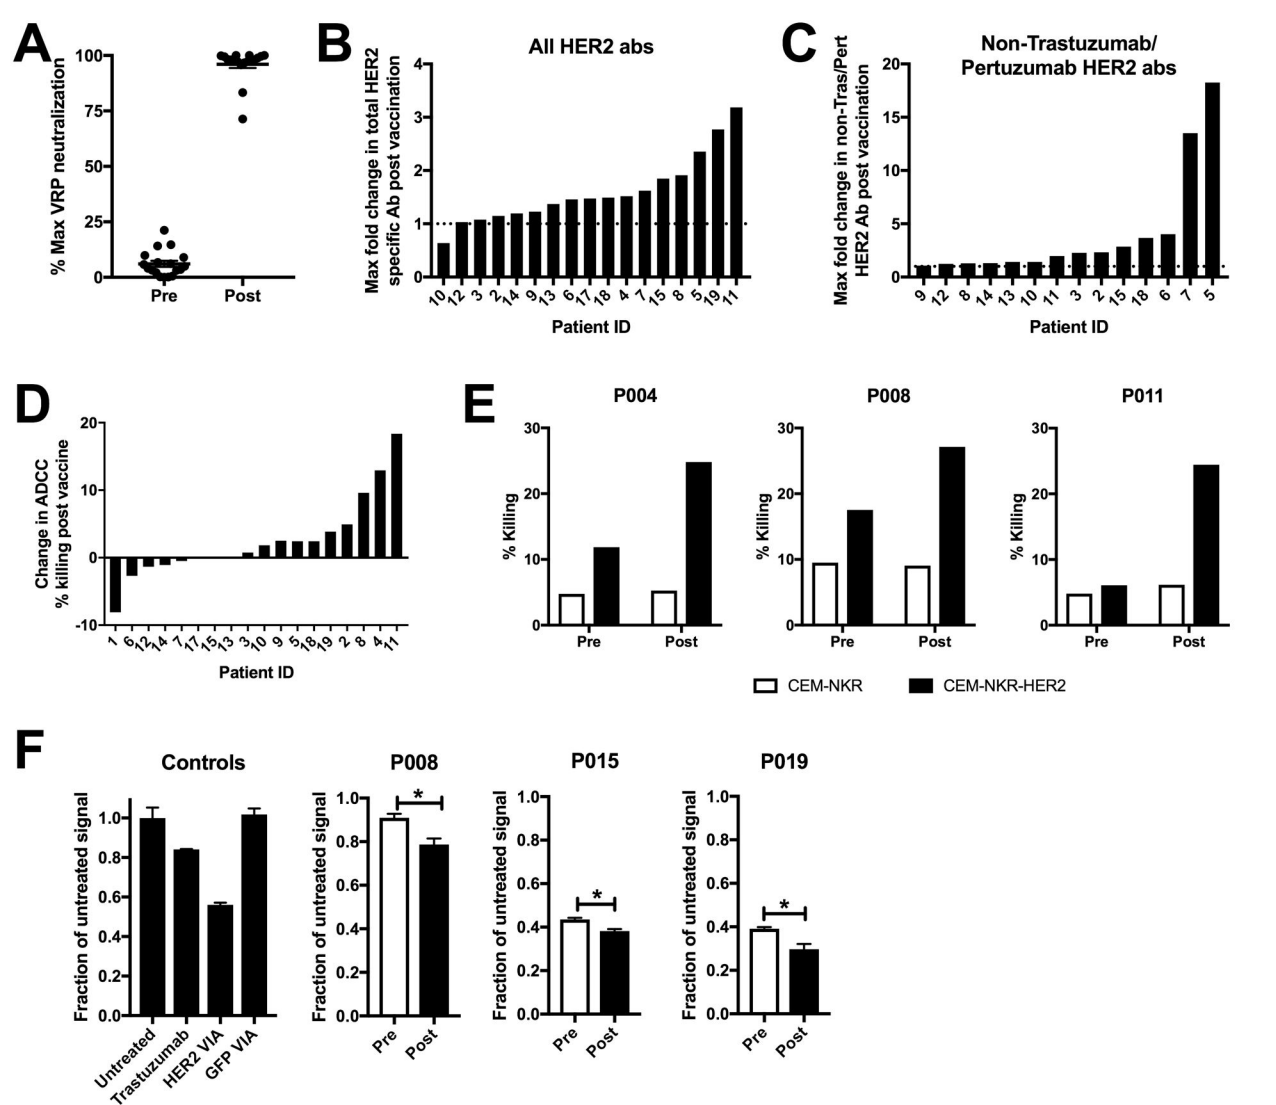 A
% Max VRP neutralization
100
75
50
25
0
Pre
Post
B
All HER2 abs
Max fold change in total HER2
specific Ab post vaccination
4
3
2
1
0
10 12 3 2 14 9 13 6 17 18 4 7 15 8 5 19 11
Patient ID
C
Non-Trastuzumab/
Pertuzumab HER2 abs
Max fold change in non-Tras/Pert
HER2 Ab post vaccination
20
15
10
5
0
9 12 8 14 13 10 11 3 2 15 18 6 7 5
Patient ID
D
Change in ADCC
% killing post vaccine
20
10
0
-10
1 6 12 14 7 17 15 13 3 10 9 5 18 19 2 8 4 11
Patient ID
E
P004
% Killing
30
20
10
0
Pre
Post
P008
% Killing
30
20
10
0
Pre
Post
P011
% Killing
30
20
10
0
Pre
Post
CEM-NKR
CEM-NKR-HER2
F
Controls
Fraction of untreated signal
1.0
0.8
0.6
0.4
0.2
0.0
Untreated
Trastuzumab
HER2 VIA
GFP VIA
P008
Fraction of untreated signal
1.0
0.8
0.6
0.4
0.2
0.0
*
Pre
Post
P015
Fraction of untreated signal
1.0
0.8
0.6
0.4
0.2
0.0
*
Pre
Post
P019
Fraction of untreated signal
1.0
0.8
0.6
0.4
0.2
0.0
*
Pre
Post